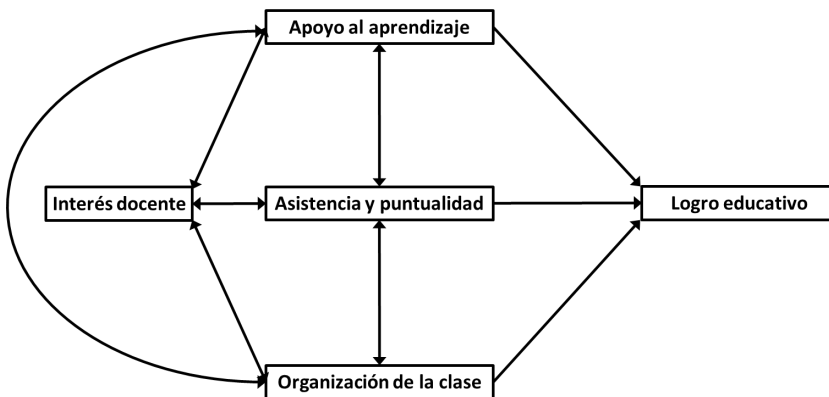 Apoyo al aprendizaje
Interés docente
Asistencia y puntualidad
Logro educativo
Organización de la clase